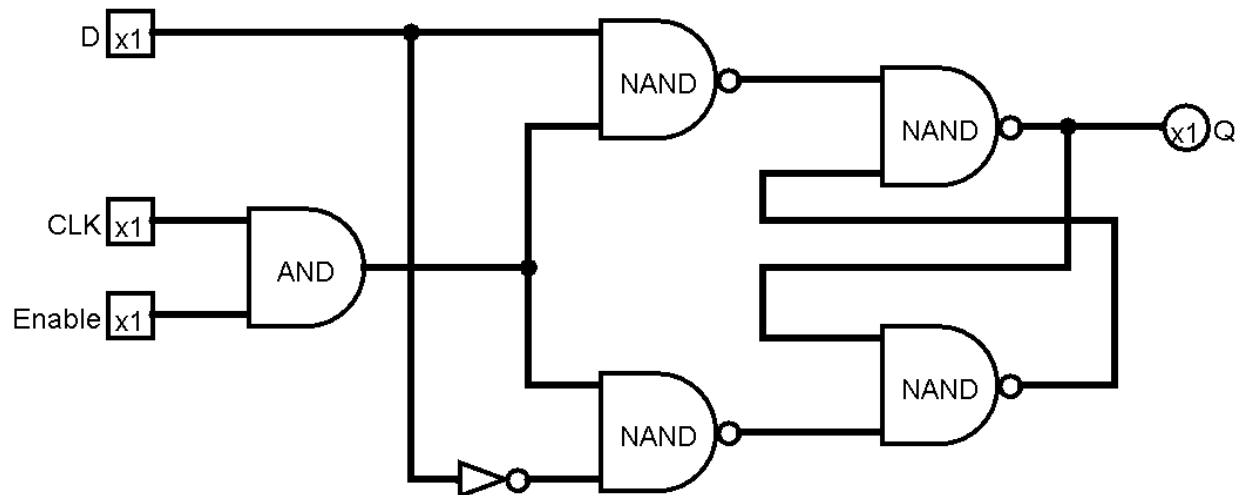 D x1
NAND
NAND
x1 Q
CLK x1
AND
Enable x1
NAND
NAND